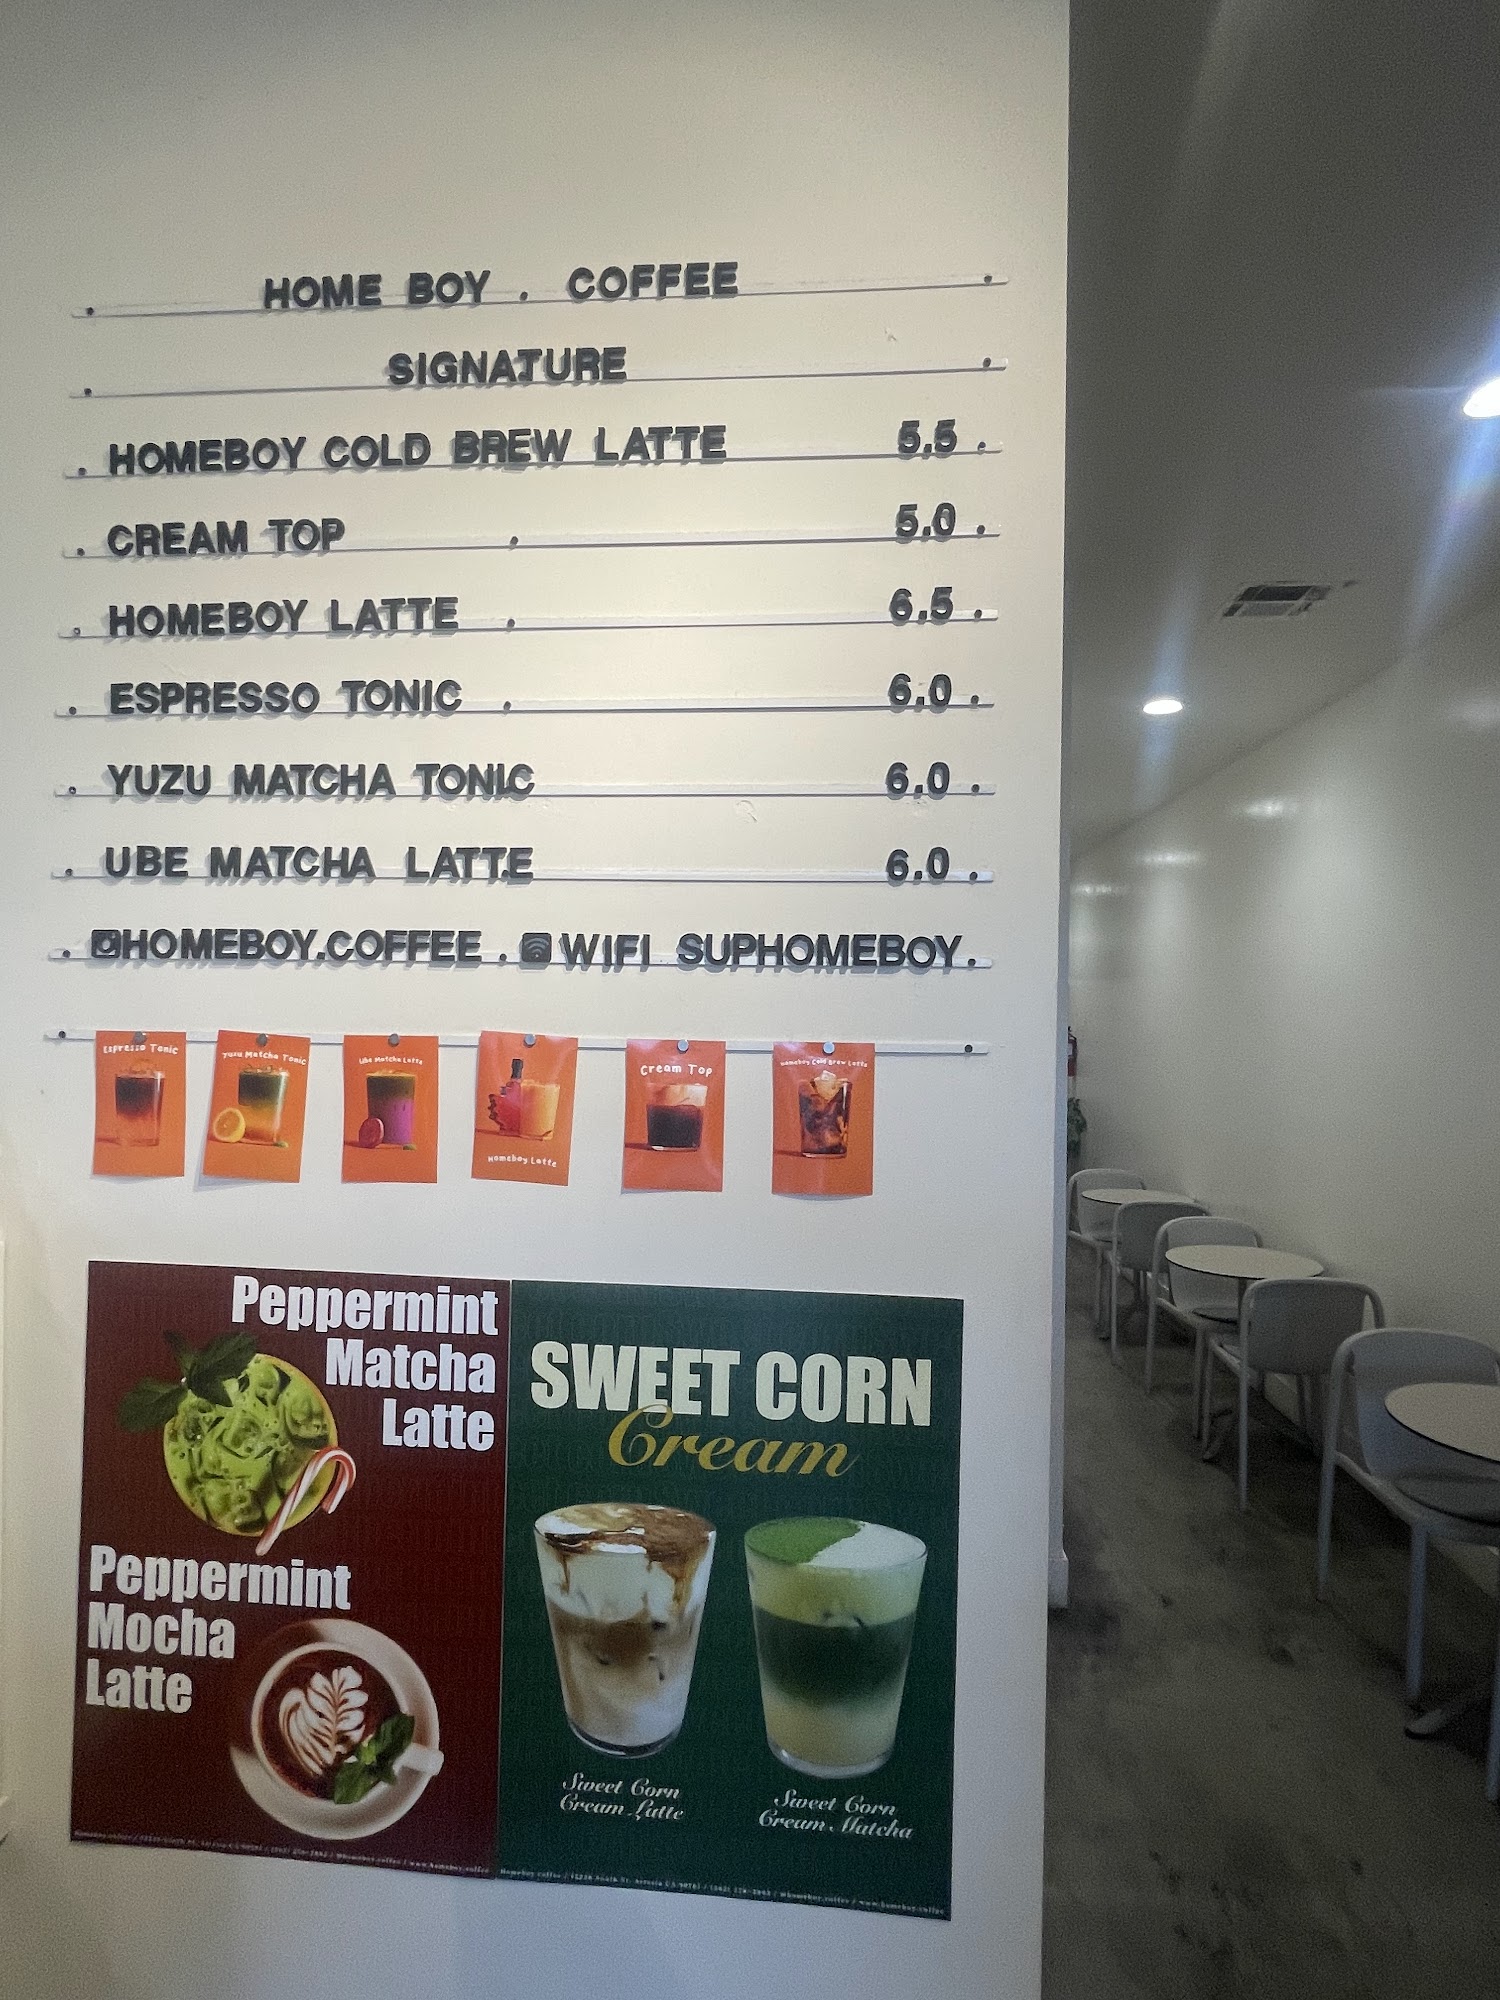 HOME BOY . COFFEE
SIGNATURE
HOMEBOY COLD BREW LATTE 5.5
CREAM TOP 5.0
HOMEBOY LATTE 6.5
ESPRESSO TONIC 6.0
YUZU MATCHA TONIC 6.0
UBE MATCHA LATTE 6.0
HOMEBOY.COFFEE . WIFI SUPHOMEBOY
Espresso Tonic
Yuzu Matcha Tonic
Ube Matcha Latte
Homeboy Latte
Cream Top
Homeboy Cold Brew Latte
Peppermint
Matcha
Latte
Peppermint
Mocha
Latte
SWEET CORN
Cream
Sweet Corn
Cream Latte
Sweet Corn
Cream Matcha